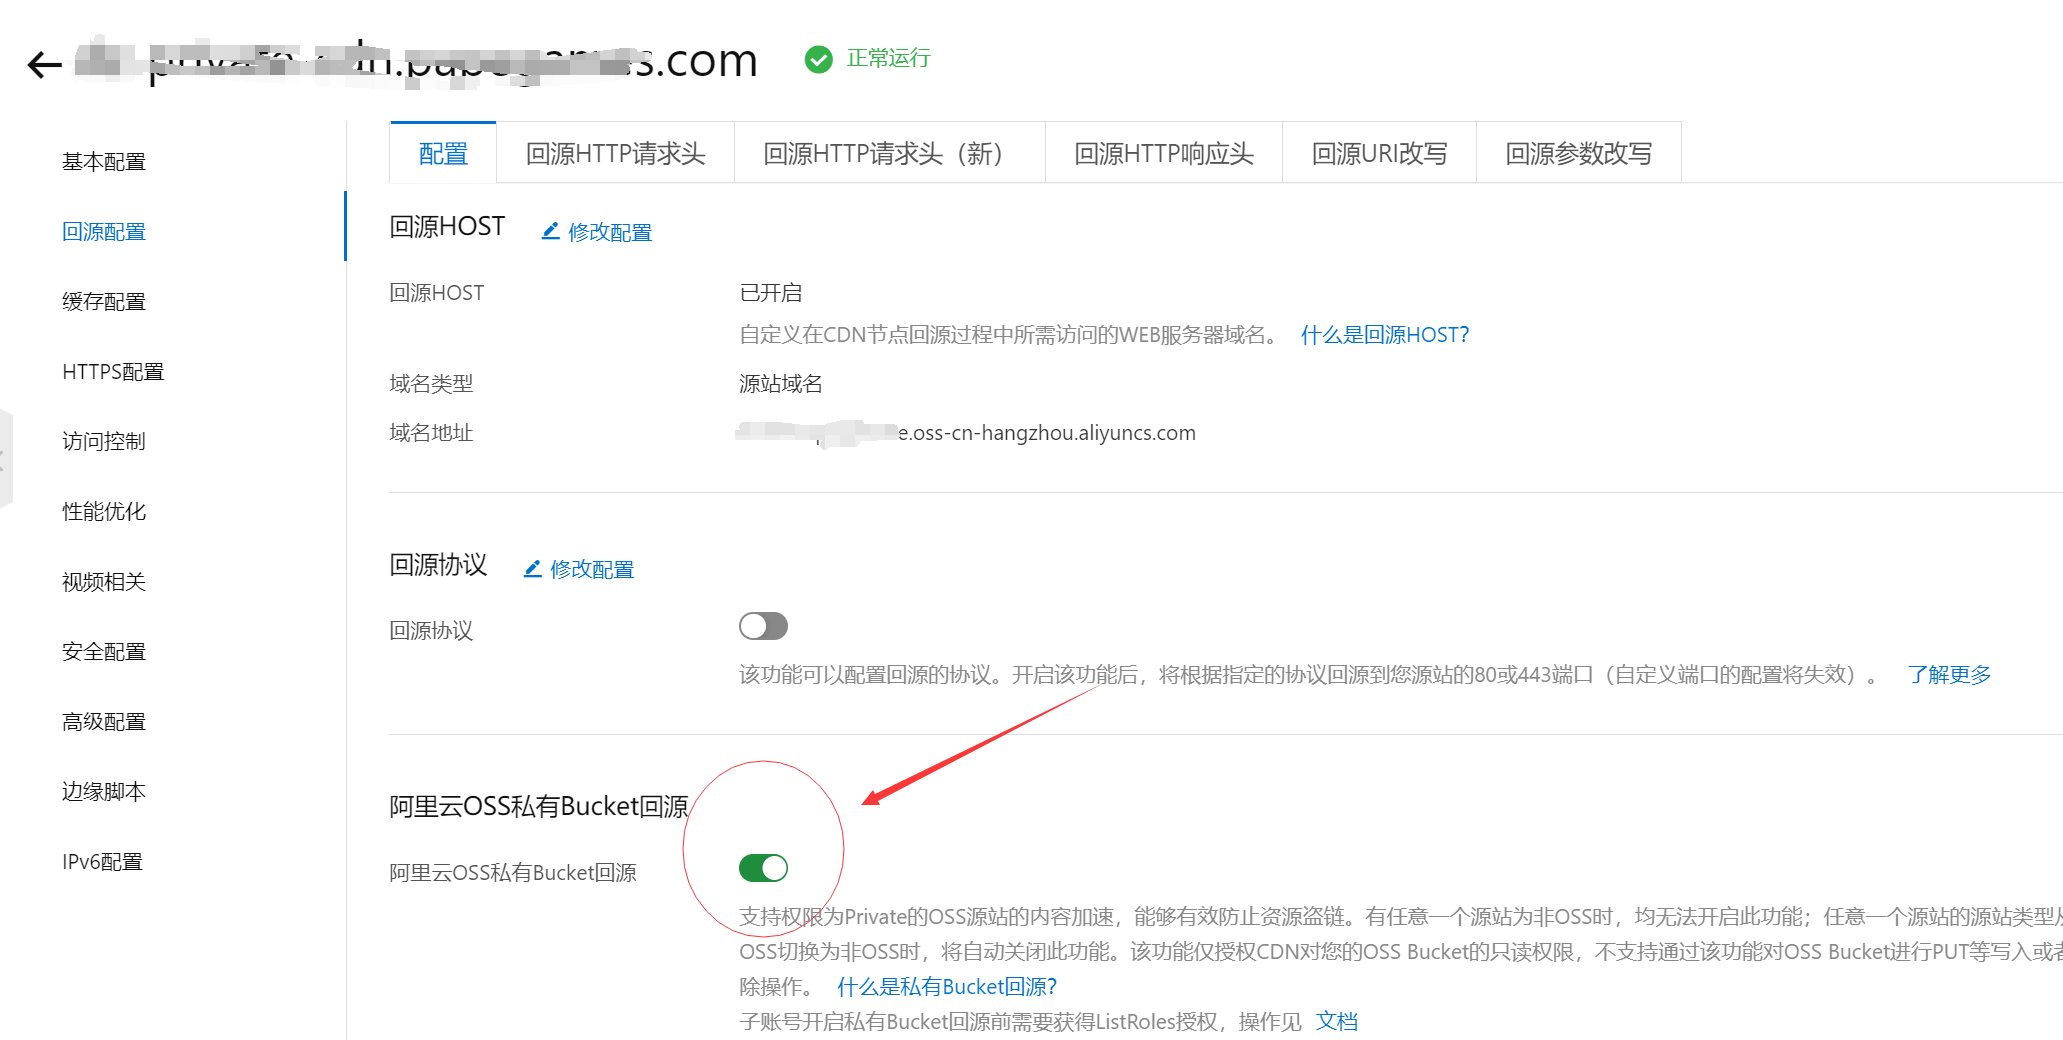 s.com
正常运行
基本配置
回源配置
缓存配置
HTTPS配置
访问控制
性能优化
视频相关
安全配置
高级配置
边缘脚本
IPv6配置
配置
回源HTTP请求头
回源HTTP请求头（新）
回源HTTP响应头
回源URI改写
回源参数改写
回源HOST
修改配置
回源HOST
已开启
自定义在CDN节点回源过程中所需访问的WEB服务器域名。 什么是回源HOST?
域名类型
源站域名
域名地址
e.oss-cn-hangzhou.aliyuncs.com
回源协议
修改配置
回源协议
该功能可以配置回源的协议。开启该功能后，将根据指定的协议回源到您源站的80或443端口（自定义端口的配置将失效）。 了解更多
阿里云OSS私有Bucket回源
阿里云OSS私有Bucket回源
支持权限为Private的OSS源站的内容加速，能够有效防止资源盗链。有任意一个源站为非OSS时，均无法开启此功能；任意一个源站的源站类型从
OSS切换为非OSS时，将自动关闭此功能。该功能仅授权CDN对您的OSS Bucket的只读权限，不支持通过该功能对OSS Bucket进行PUT等写入或者
除操作。 什么是私有Bucket回源?
子账号开启私有Bucket回源前需要获得ListRoles授权，操作见 文档